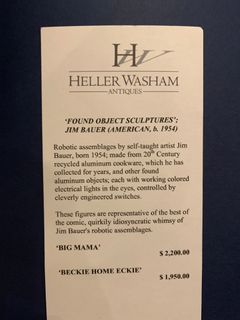 HW
HELLER WASHAM
ANTIQUES
'FOUND OBJECT SCULPTURES':
JIM BAUER (AMERICAN, b. 1954)
Robotic assemblages by self-taught artist Jim
Bauer, born 1954; made from 20th Century
recycled aluminum cookware, which he has
collected for years, and other found
aluminum objects; each with working colored
electrical lights in the eyes, controlled by
cleverly engineered switches.
These figures are representative of the best of
the comic, quirkily idiosyncratic whimsy of
Jim Bauer's robotic assemblages.
'BIG MAMA'
$ 2,200.00
'BECKIE HOME ECKIE'
$ 1,950.00